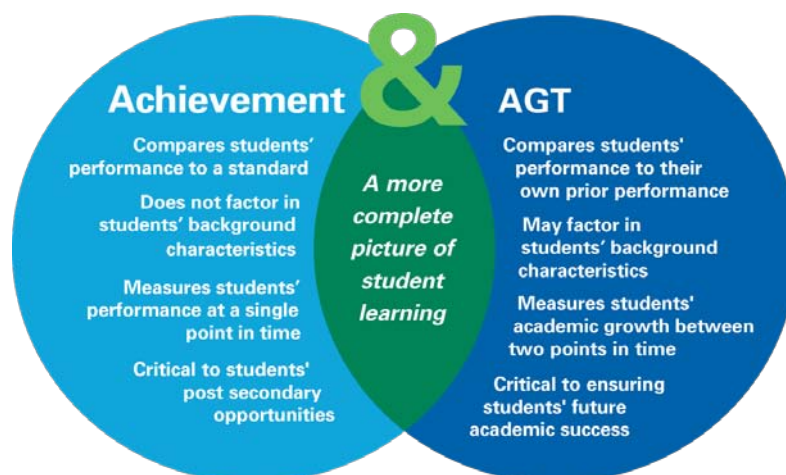 &
Achievement
Compares students’
performance to a standard
Does not factor in
students’ background
characteristics
Measures students’
performance at a single
point in time
Critical to students'
post secondary
opportunities
A more
complete
picture of
student
learning
AGT
Compares students'
performance to their
own prior performance
May factor in
students’ background
characteristics
Measures students'
academic growth between
two points in time
Critical to ensuring
students' future
academic success